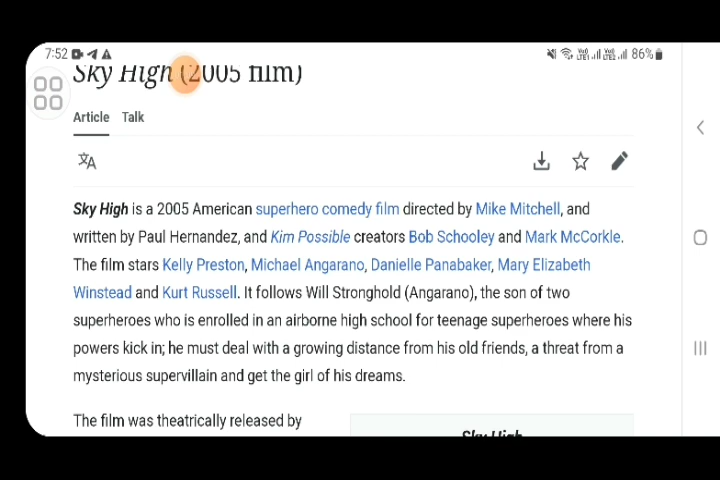 7:52
86%
Sky High (2005 film)
Article Talk
Sky High is a 2005 American superhero comedy film directed by Mike Mitchell, and
written by Paul Hernandez, and Kim Possible creators Bob Schooley and Mark McCorkle.
The film stars Kelly Preston, Michael Angarano, Danielle Panabaker, Mary Elizabeth
Winstead and Kurt Russell. It follows Will Stronghold (Angarano), the son of two
superheroes who is enrolled in an airborne high school for teenage superheroes where his
powers kick in; he must deal with a growing distance from his old friends, a threat from a
mysterious supervillain and get the girl of his dreams.
The film was theatrically released by
Sky High